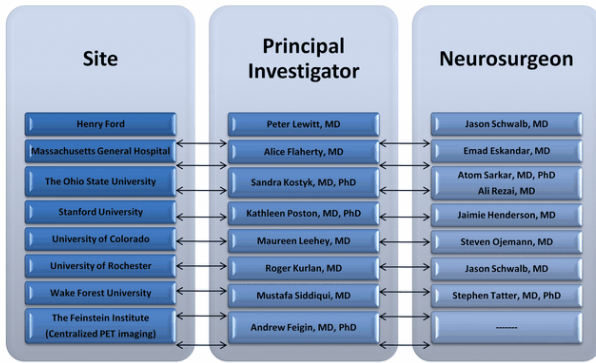 Site
Henry Ford
Massachusetts General Hospital
The Ohio State University
Stanford University
University of Colorado
University of Rochester
Wake Forest University
The Feinstein Institute
(Centralized PET imaging)
Principal
Investigator
Peter Lewitt, MD
Alice Flaherty, MD
Sandra Kostyk, MD, PhD
Kathleen Poston, MD, PhD
Maureen Leehey, MD
Roger Kurlan, MD
Mustafa Siddiqui, MD
Andrew Feigin, MD, PhD
Neurosurgeon
Jason Schwalb, MD
Emad Eskandar, MD
Atom Sarkar, MD, PhD
Ali Rezai, MD
Jaimie Henderson, MD
Steven Ojemann, MD
Jason Schwalb, MD
Stephen Tatter, MD, PhD
-------